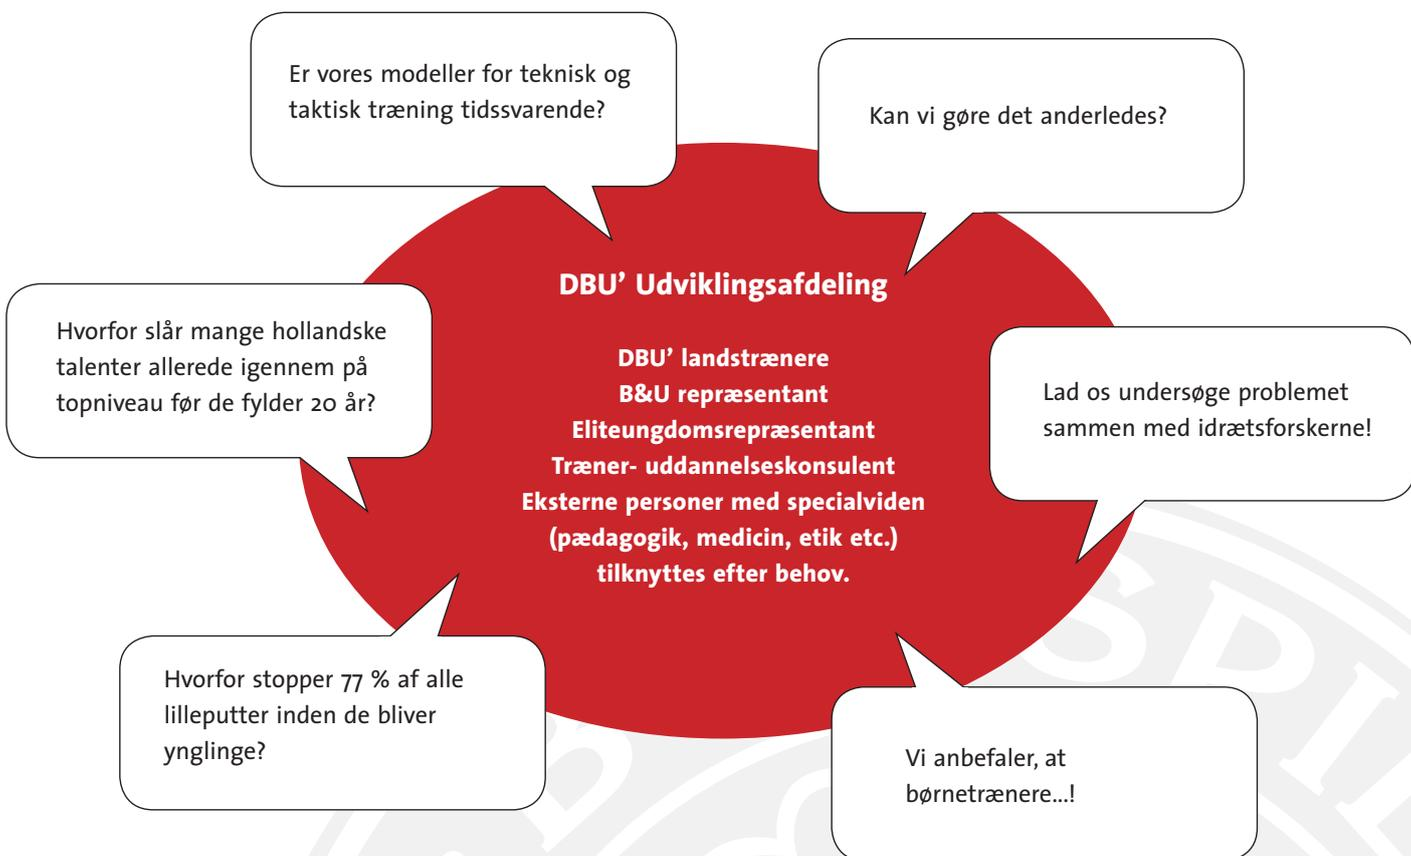 Er vores modeller for teknisk og
taktisk træning tidssvarende?
Kan vi gøre det anderledes?
DBU' Udviklingsafdeling
DBU' landstrænere
B&U repræsentant
Eliteungdomsrepræsentant
Træner- uddannelseskonsulent
Eksterne personer med specialviden
(pædagogik, medicin, etik etc.)
tilknyttes efter behov.
Hvorfor slår mange hollandske
talenter allerede igennem på
topniveau før de fylder 20 år?
Lad os undersøge problemet
sammen med idrætsforskerne!
Hvorfor stopper 77 % af alle
lilleputter inden de bliver
ynglinge?
Vi anbefaler, at
børnetrænere...!